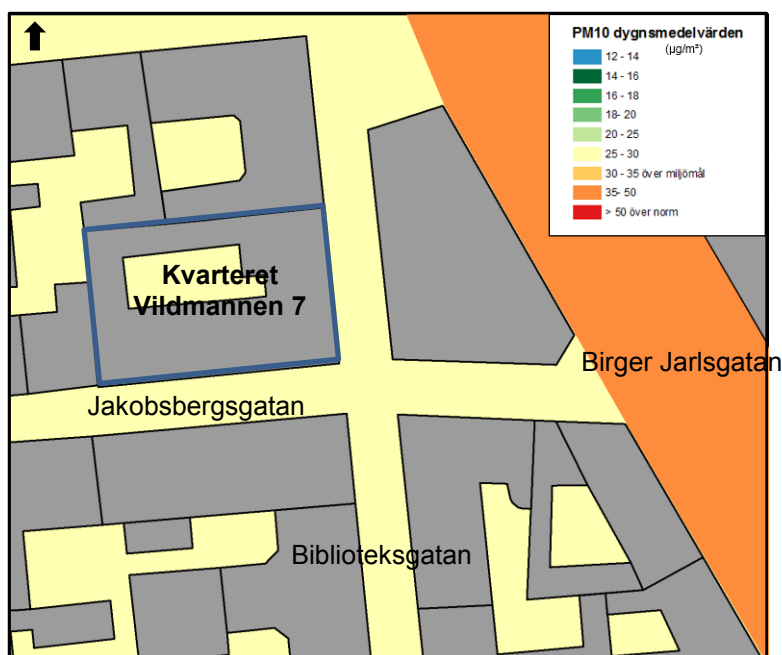 PM10 dygnsmedelvärden
(µg/m³)
12 - 14
14 - 16
16 - 18
18- 20
20 - 25
25 - 30
30 - 35 över miljömål
35- 50
> 50 över norm
Kvarteret
Vildmannen 7
Birger Jarlsgatan
Jakobsbergsgatan
Biblioteksgatan